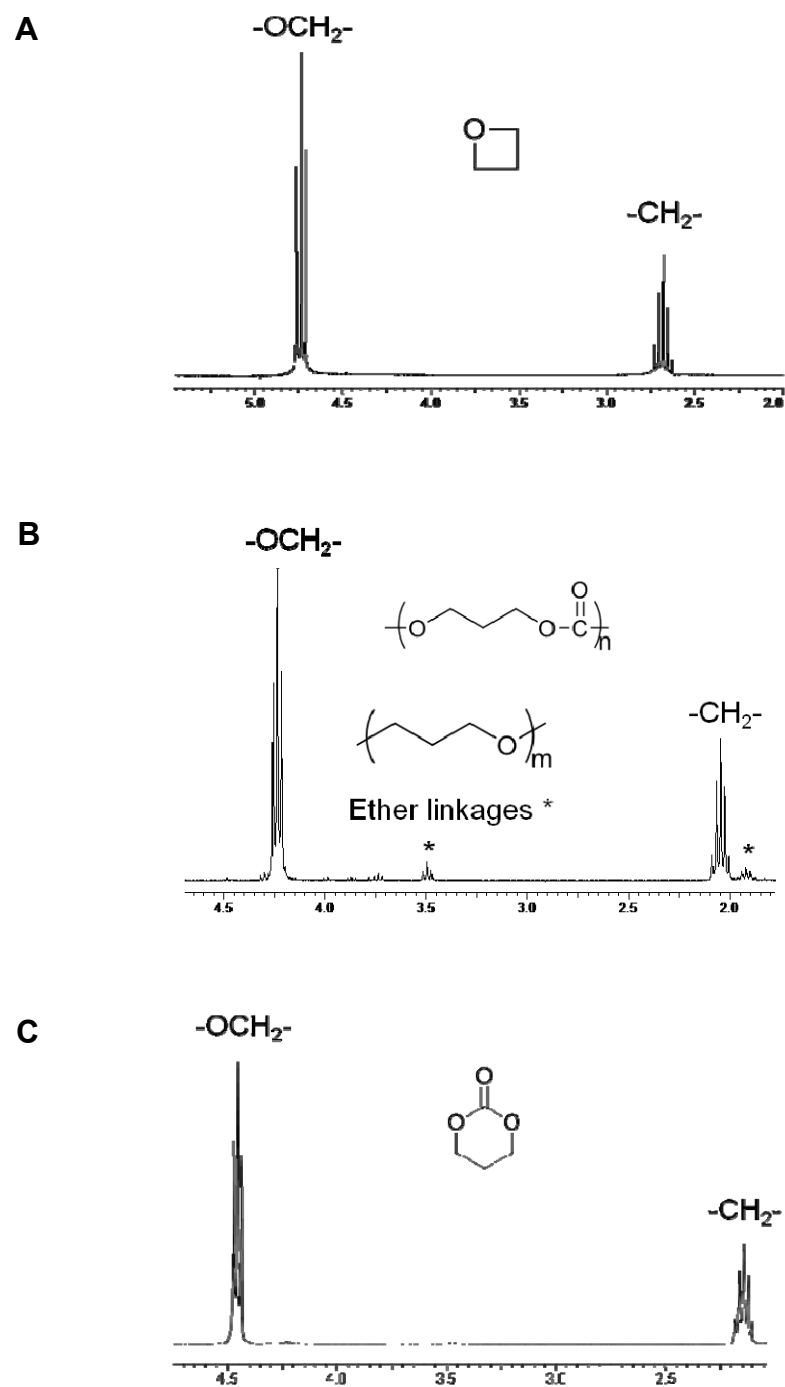 A
-OCH₂-
O
-CH₂-
5.0 4.5 4.0 3.5 3.0 2.5 2.0
B
-OCH₂-
O
O O-C n
-CH₂-
O m
Ether linkages *
* *
4.5 4.0 3.5 3.0 2.5 2.0
C
-OCH₂-
O
O O
-CH₂-
4.5 4.0 3.5 3.0 2.5